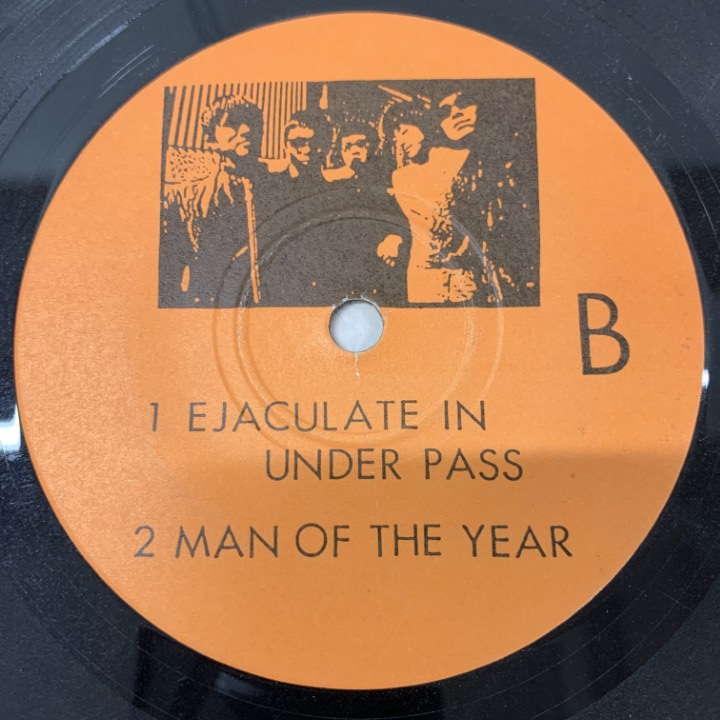 B
1 EJACULATE IN
UNDER PASS
2 MAN OF THE YEAR